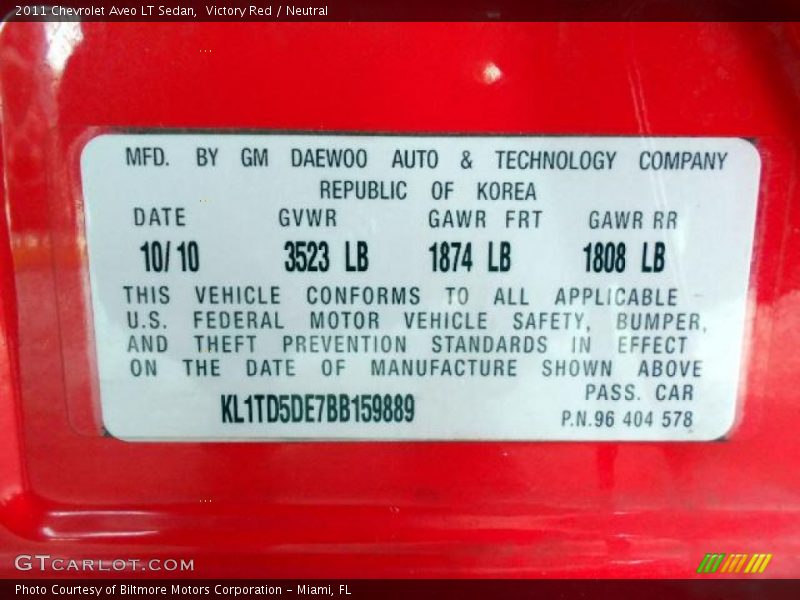 2011 Chevrolet Aveo LT Sedan,  Victory Red / Neutral
MFD. BY GM DAEWOO AUTO & TECHNOLOGY COMPANY
REPUBLIC OF KOREA
DATE GVWR GAWR FRT GAWR RR
10/10 3523 LB 1874 LB 1808 LB
THIS VEHICLE CONFORMS TO ALL APPLICABLE
U.S. FEDERAL MOTOR VEHICLE SAFETY, BUMPER,
AND THEFT PREVENTION STANDARDS IN EFFECT
ON THE DATE OF MANUFACTURE SHOWN ABOVE
PASS. CAR
KL1TD5DE7BB159889
P.N.96 404 578
GTCARLOT.COM
Photo Courtesy of Biltmore Motors Corporation - Miami, FL